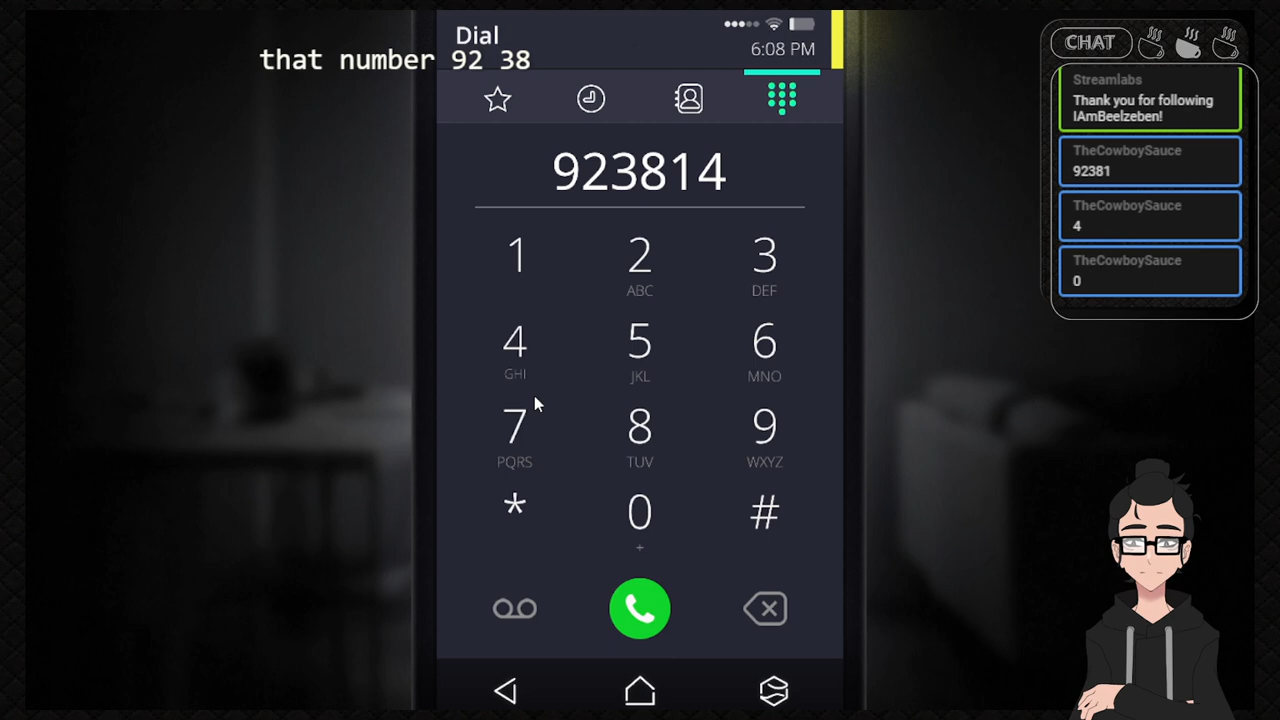 Dial
6:08 PM
that number 92 38
923814
1
2
ABC
3
DEF
4
GHI
5
JKL
6
MNO
7
PQRS
8
TUV
9
WXYZ
*
0
+
#
CHAT
Streamlabs
Thank you for following
IAmBeelzeben!
TheCowboySauce
92381
TheCowboySauce
4
TheCowboySauce
0